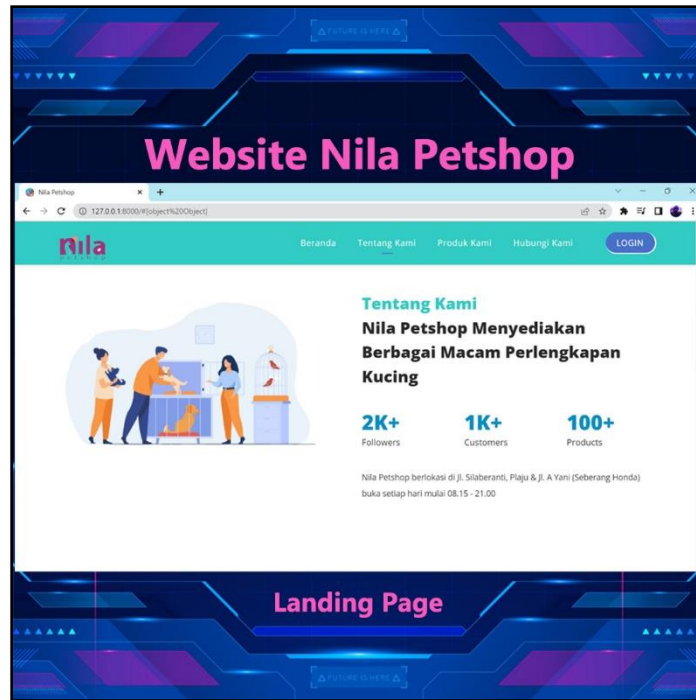 FUTURE IS HERE
Website Nila Petshop
Nila Petshop
127.0.0.1:8000/#[object%20Object]
nila
petshop
Beranda Tentang Kami Produk Kami Hubungi Kami LOGIN
Tentang Kami
Nila Petshop Menyediakan
Berbagai Macam Perlengkapan
Kucing
2K+ 1K+ 100+
Followers Customers Products
Nila Petshop berlokasi di Jl. Silaberanti, Plaju & Jl. A Yani (Seberang Honda)
buka setiap hari mulai 08.15 - 21.00
Landing Page
FUTURE IS HERE